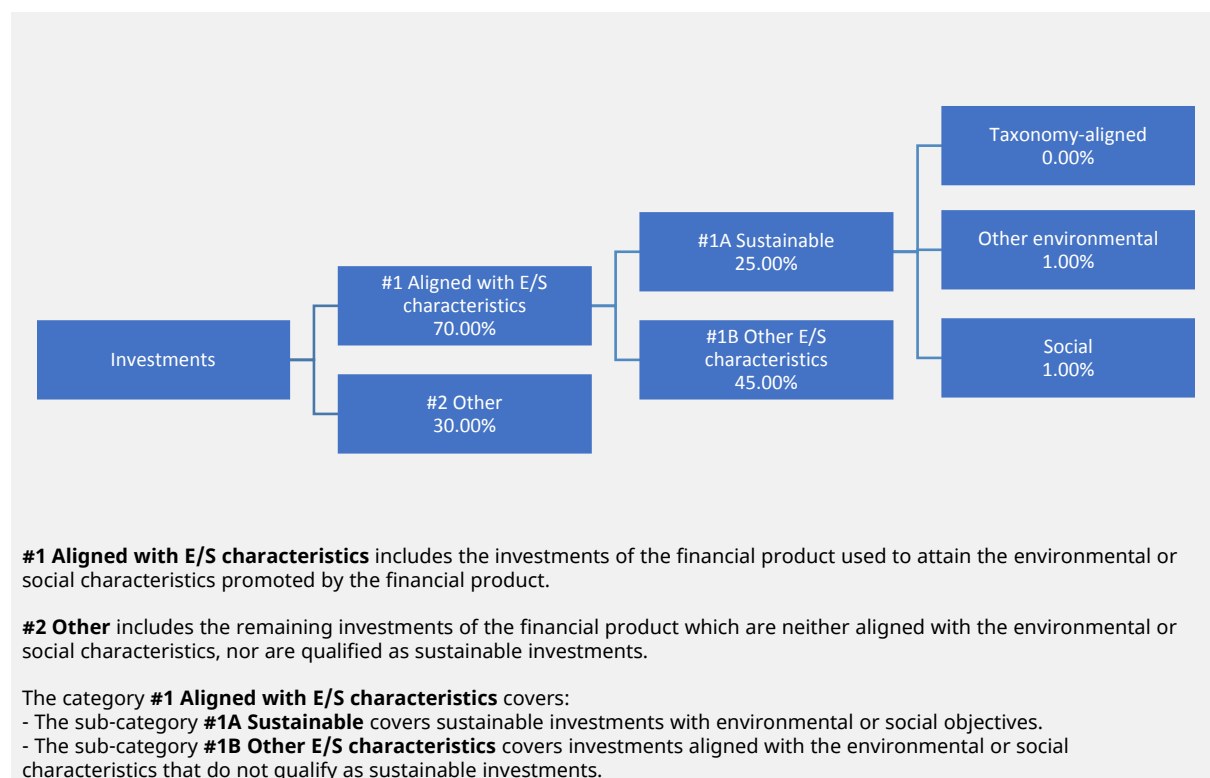 Investments
#1 Aligned with E/S
characteristics
70.00%
#2 Other
30.00%
#1A Sustainable
25.00%
#1B Other E/S
characteristics
45.00%
Taxonomy-aligned
0.00%
Other environmental
1.00%
Social
1.00%
#1 Aligned with E/S characteristics includes the investments of the financial product used to attain the environmental or
social characteristics promoted by the financial product.
#2 Other includes the remaining investments of the financial product which are neither aligned with the environmental or
social characteristics, nor are qualified as sustainable investments.
The category #1 Aligned with E/S characteristics covers:
- The sub-category #1A Sustainable covers sustainable investments with environmental or social objectives.
- The sub-category #1B Other E/S characteristics covers investments aligned with the environmental or social
characteristics that do not qualify as sustainable investments.